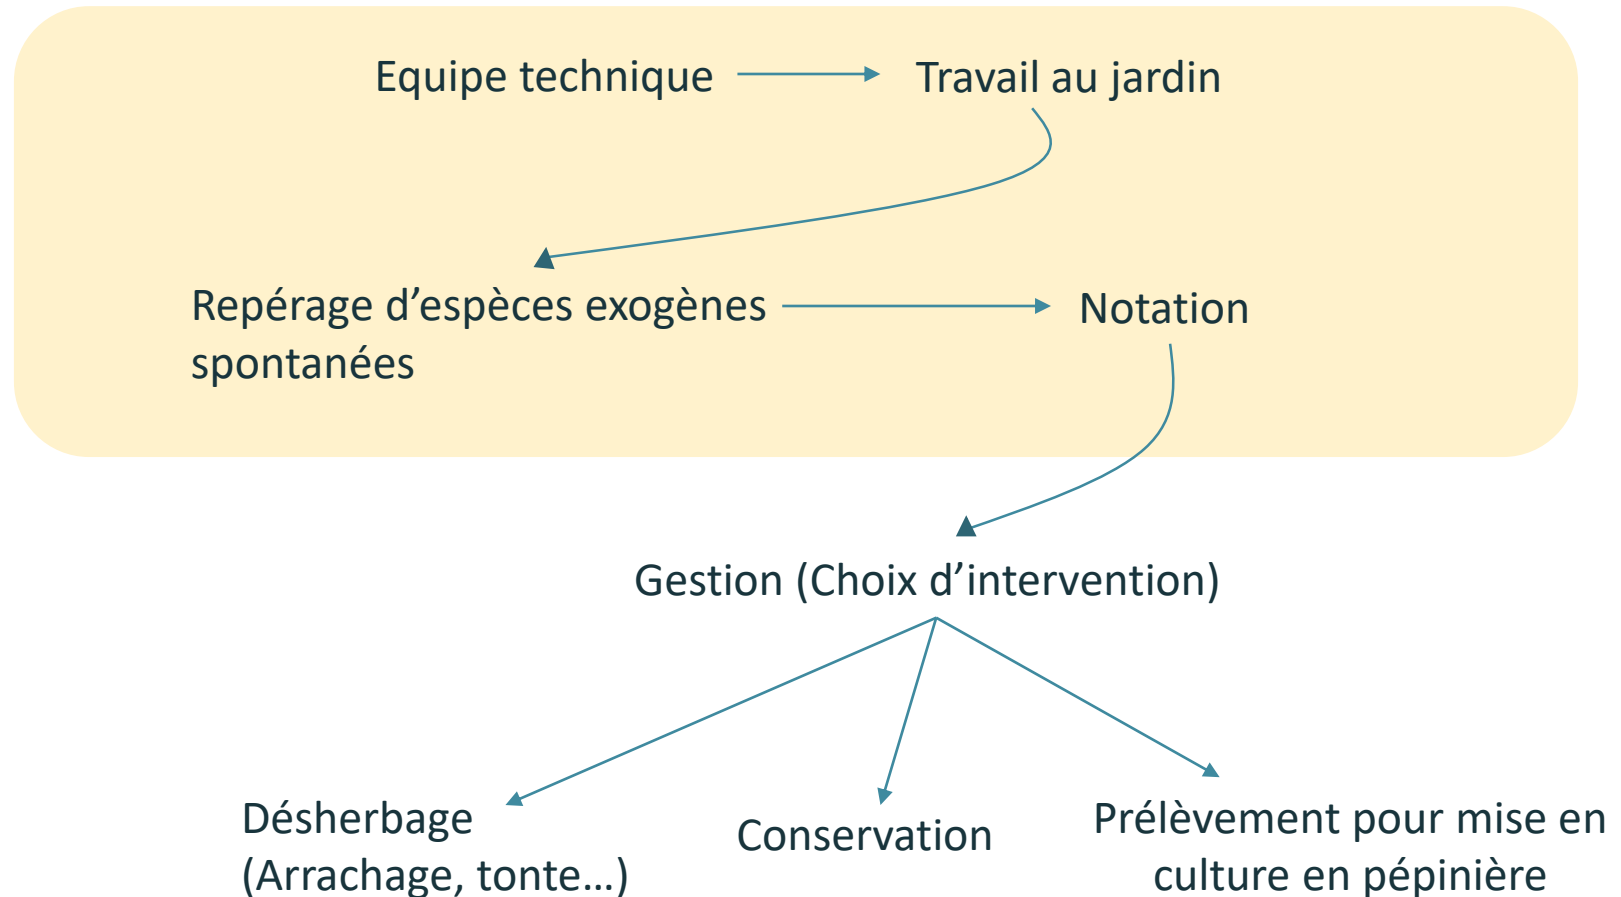 Equipe technique
Travail au jardin
Repérage d’espèces exogènes
spontanées
Notation
Gestion (Choix d’intervention)
Désherbage
(Arrachage, tonte…)
Conservation
Prélèvement pour mise en
culture en pépinière